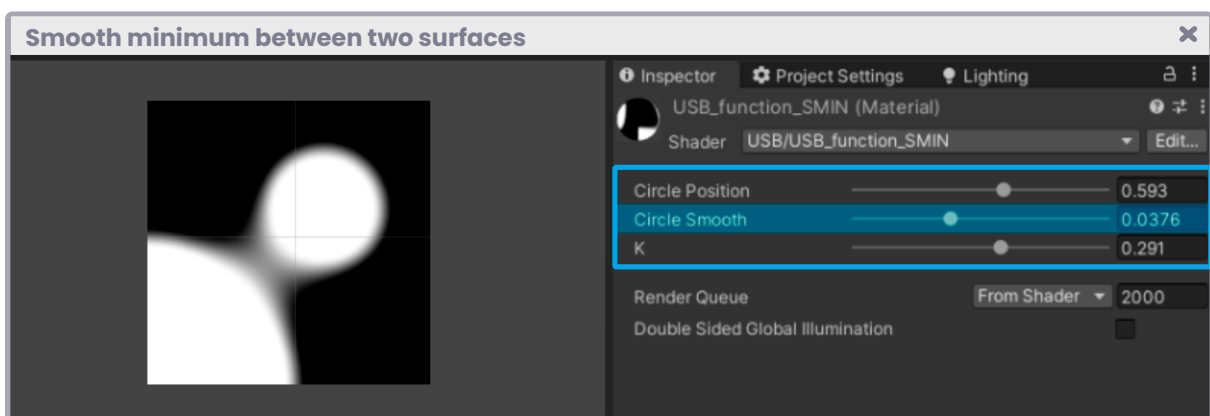 Smooth minimum between two surfaces
Inspector Project Settings Lighting
USB_function_SMIN (Material)
Shader USB/USB_function_SMIN Edit...
Circle Position 0.593
Circle Smooth 0.0376
K 0.291
Render Queue From Shader 2000
Double Sided Global Illumination